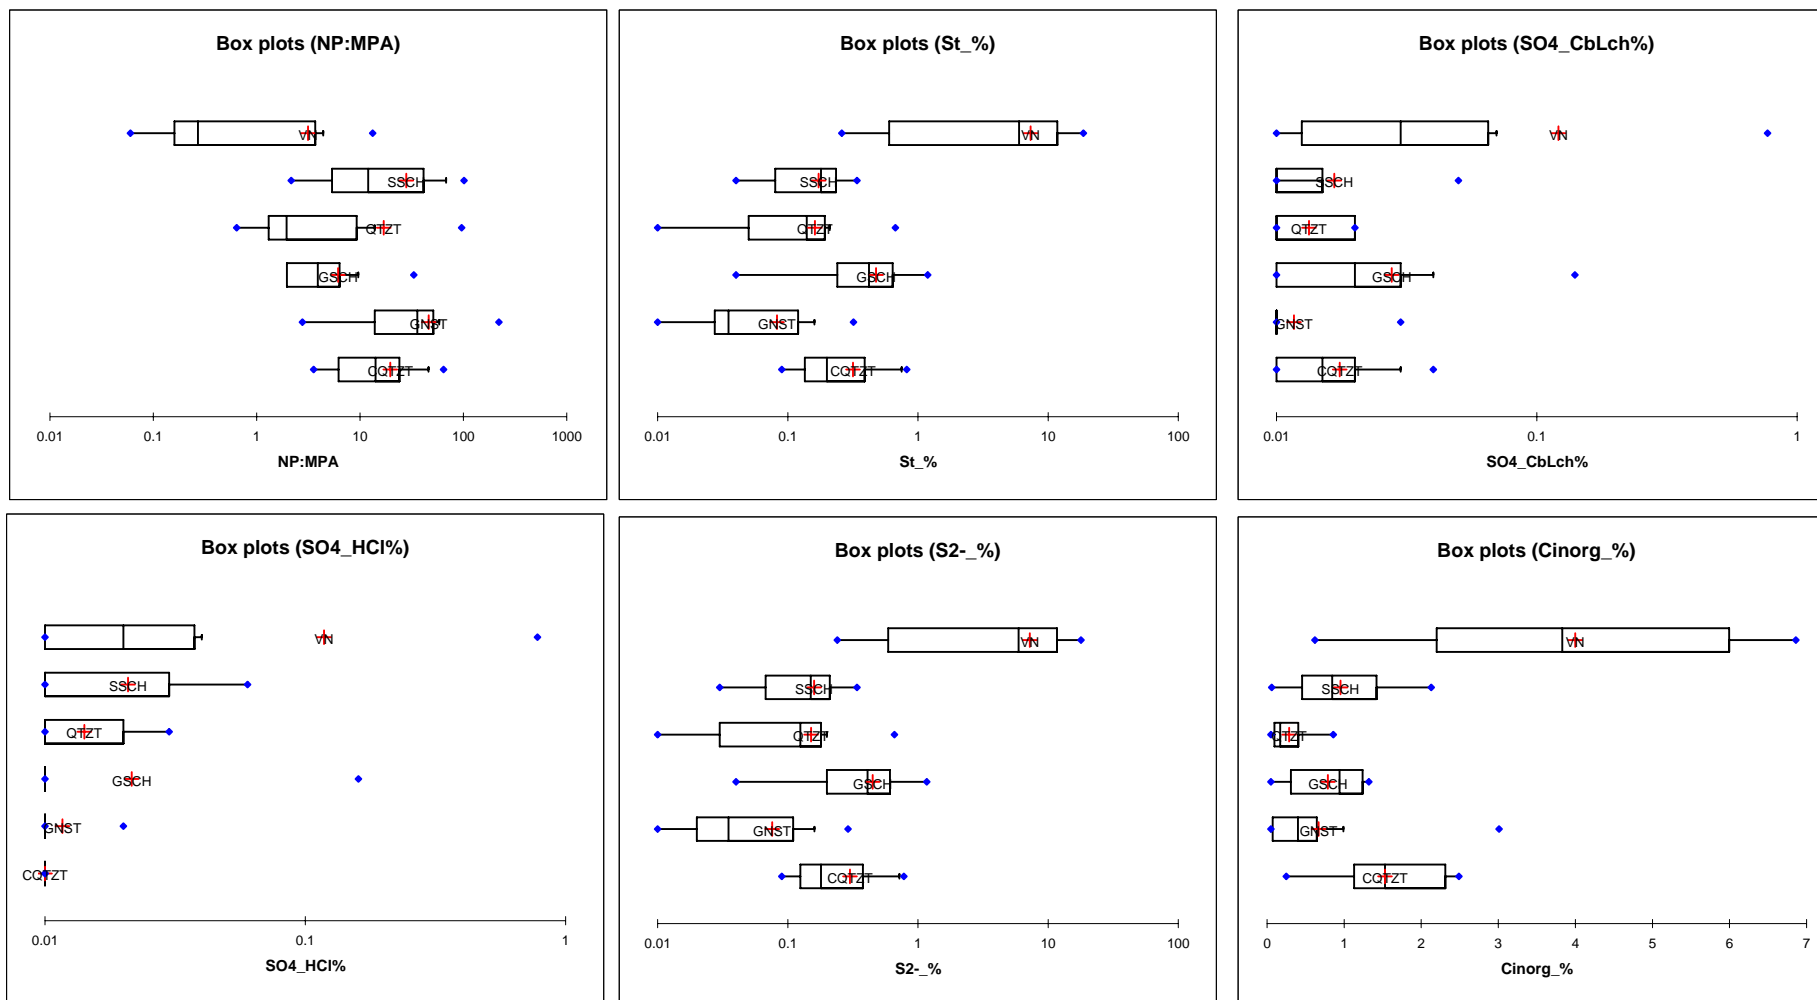 Box plots (NP:MPA)
VN
SSCH
QTZT
GSCH
GNST
CQTZT
0.01 0.1 1 10 100 1000
NP:MPA
Box plots (St_%)
VN
SSCH
QTZT
GSCH
GNST
CQTZT
0.01 0.1 1 10 100
St_%
Box plots (SO4_CbLch%)
VN
SSCH
QTZT
GSCH
GNST
CQTZT
0.01 0.1 1
SO4_CbLch%
Box plots (SO4_HCl%)
VN
SSCH
QTZT
GSCH
GNST
CQTZT
0.01 0.1 1
SO4_HCl%
Box plots (S2-_%)
VN
SSCH
QTZT
GSCH
GNST
CQTZT
0.01 0.1 1 10 100
S2-_%
Box plots (Cinorg_%)
VN
SSCH
QTZT
GSCH
GNST
CQTZT
0 1 2 3 4 5 6 7
Cinorg_%